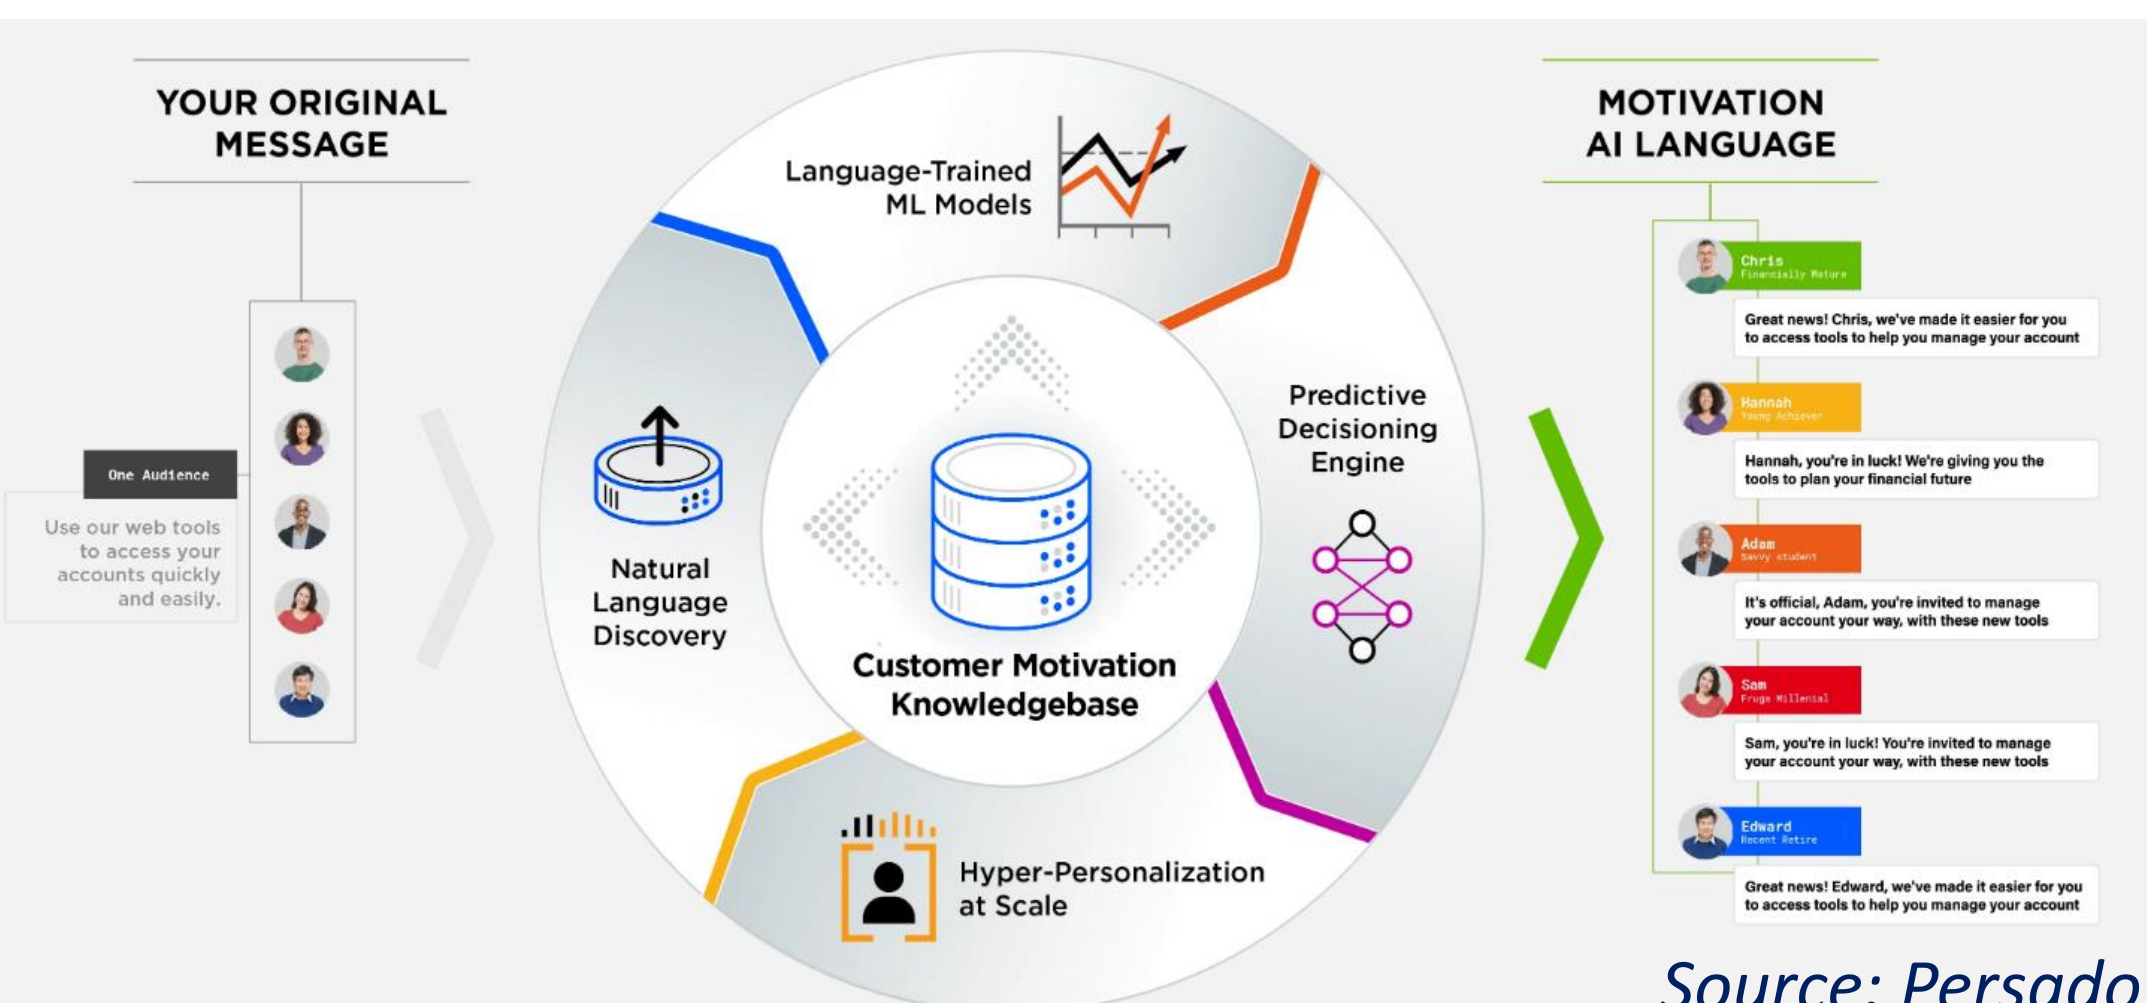 YOUR ORIGINAL
MESSAGE
One Audience
Use our web tools
to access your
accounts quickly
and easily.
Language-Trained
ML Models
Predictive
Decisioning
Engine
Natural
Language
Discovery
Customer Motivation
Knowledgebase
Hyper-Personalization
at Scale
MOTIVATION
AI LANGUAGE
Chris
Financially Mature
Great news! Chris, we've made it easier for you
to access tools to help you manage your account
Hannah
Young Achiever
Hannah, you're in luck! We're giving you the
tools to plan your financial future
Adam
Savvy student
It's official, Adam, you're invited to manage
your account your way, with these new tools
Sam
Fruga Millenial
Sam, you're in luck! You're invited to manage
your account your way, with these new tools
Edward
Recent Retire
Great news! Edward, we've made it easier for you
to access tools to help you manage your account
Source: Persado